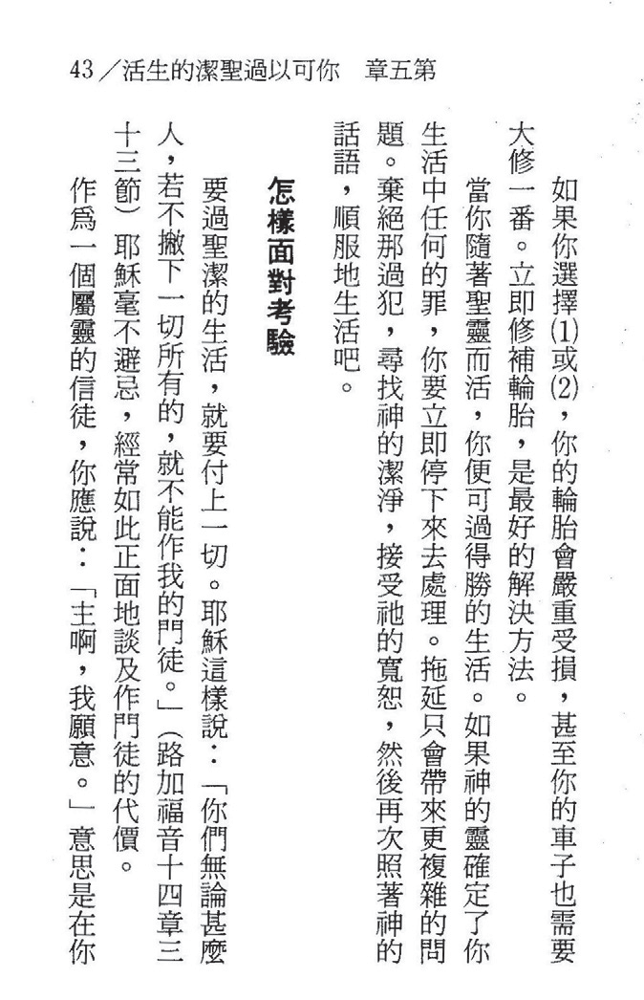 第五章　你可以過聖潔的生活／43
如果你選擇⑴或⑵，你的輪胎會嚴重受損，甚至你的車子也需要
大修一番。立即修補輪胎，是最好的解決方法。
當你隨著聖靈而活，你便可過得勝的生活。如果神的靈確定了你
生活中任何的罪，你要立即停下來去處理。拖延只會帶來更複雜的問
題。棄絕那過犯，尋找神的潔淨，接受祂的寬恕，然後再次照著神的
話語，順服地生活吧。
怎樣面對考驗
要過聖潔的生活，就要付上一切。耶穌這樣說：「你們無論甚麼
人，若不撇下一切所有的，就不能作我的門徒。」（路加福音十四章三
十三節）耶穌毫不避忌，經常如此正面地談及作門徒的代價。
作爲一個屬靈的信徒，你應說：「主啊，我願意。」意思是在你